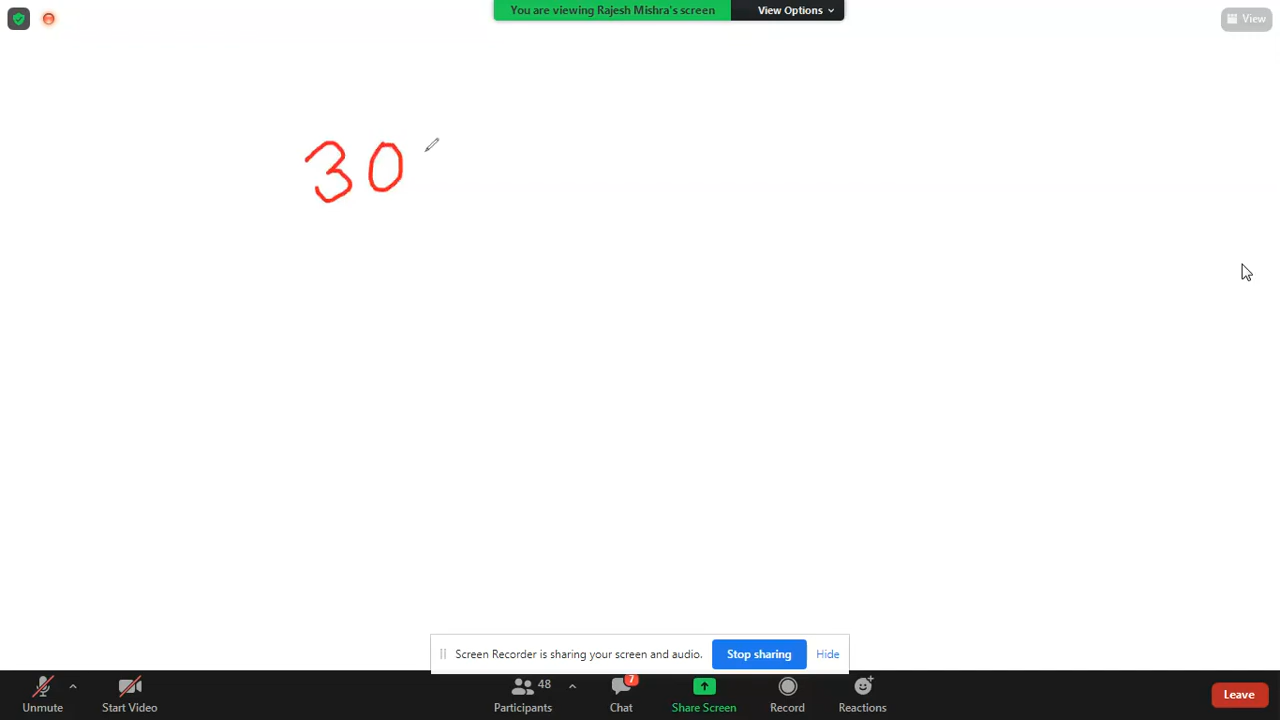 You are viewing Rajesh Mishra's screen View Options
View
30
Screen Recorder is sharing your screen and audio. Stop sharing Hide
48 7
Unmute Start Video Participants Chat Share Screen Record Reactions Leave